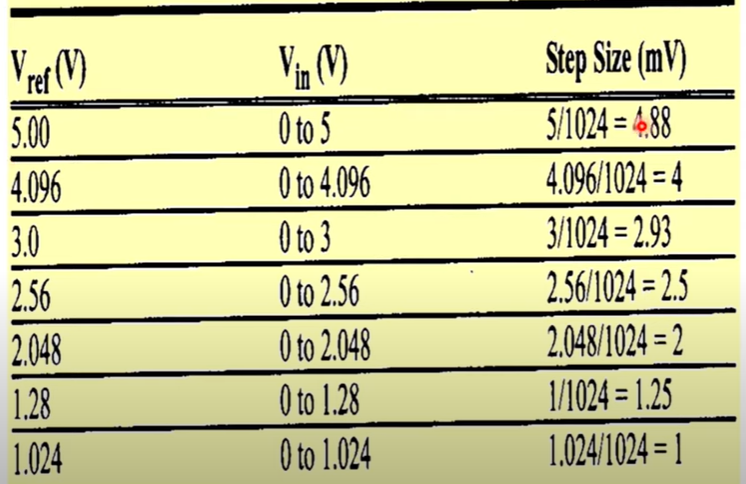 Vref (V) Vin (V) Step Size (mV)
5.00 0 to 5 5/1024 = 4.88
4.096 0 to 4.096 4.096/1024 = 4
3.0 0 to 3 3/1024 = 2.93
2.56 0 to 2.56 2.56/1024 = 2.5
2.048 0 to 2.048 2.048/1024 = 2
1.28 0 to 1.28 1/1024 = 1.25
1.024 0 to 1.024 1.024/1024 = 1